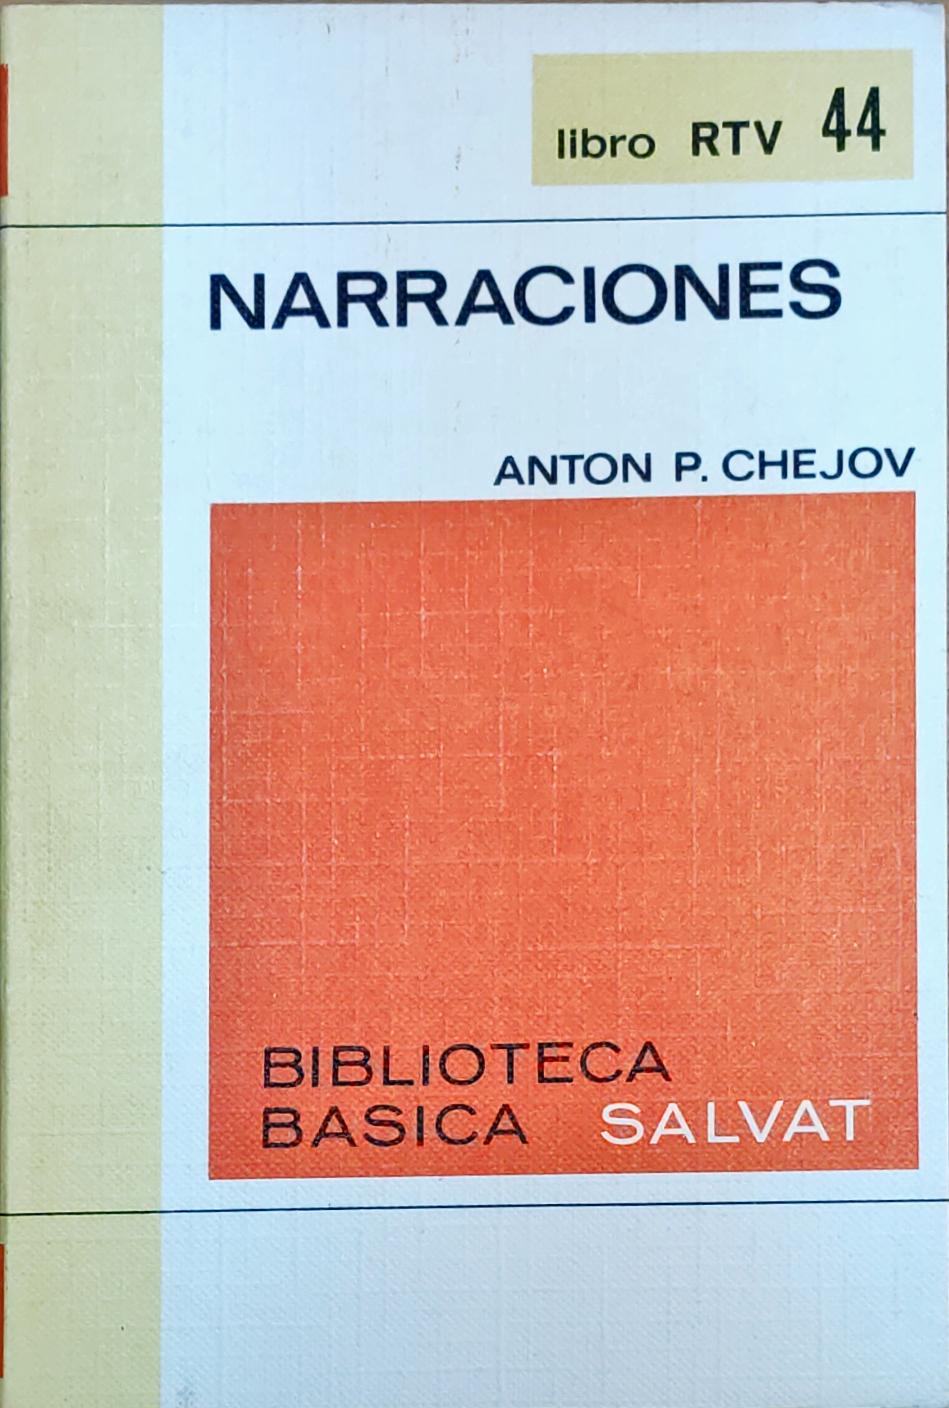 libro RTV 44
NARRACIONES
ANTON P. CHEJOV
BIBLIOTECA
BASICA SALVAT